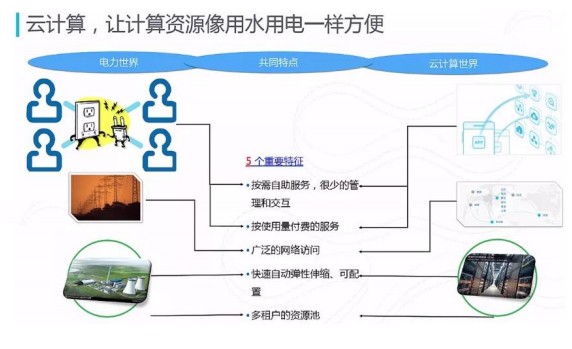 云计算，让计算资源像用水用电一样方便
电力世界
共同特点
云计算世界
5 个重要特征
•按需自助服务，很少的管
理和交互
•按使用量付费的服务
•广泛的网络访问
•快速自动弹性伸缩、可配
置
•多租户的资源池